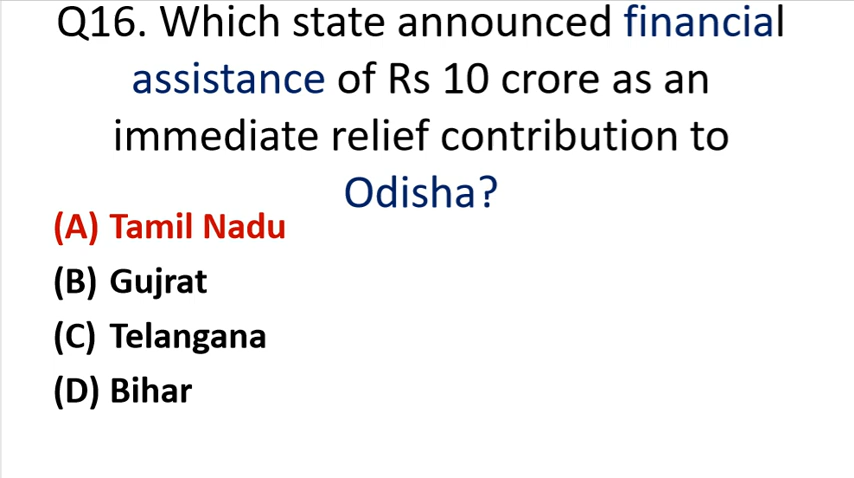 Q16. Which state announced financial
assistance of Rs 10 crore as an
immediate relief contribution to
Odisha?
(A) Tamil Nadu
(B) Gujrat
(C) Telangana
(D) Bihar